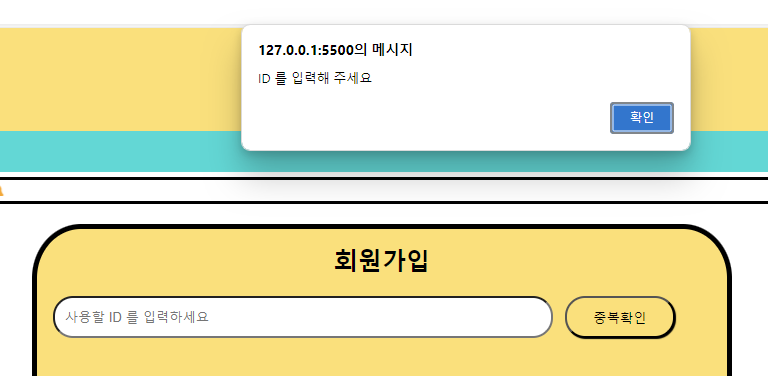 127.0.0.1:5500의 메시지
ID 를 입력해 주세요
확인
회원가입
사용할 ID 를 입력하세요
중복확인